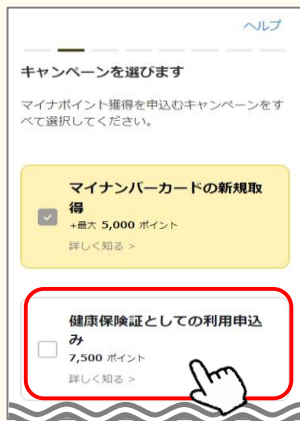 ヘルプ
キャンペーンを選びます
マイナポイント獲得を申込むキャンペーンをす
べて選択してください。
マイナンバーカードの新規取
得
+最大 5,000 ポイント
詳しく知る >
健康保険証としての利用申込
み
7,500 ポイント
詳しく知る >